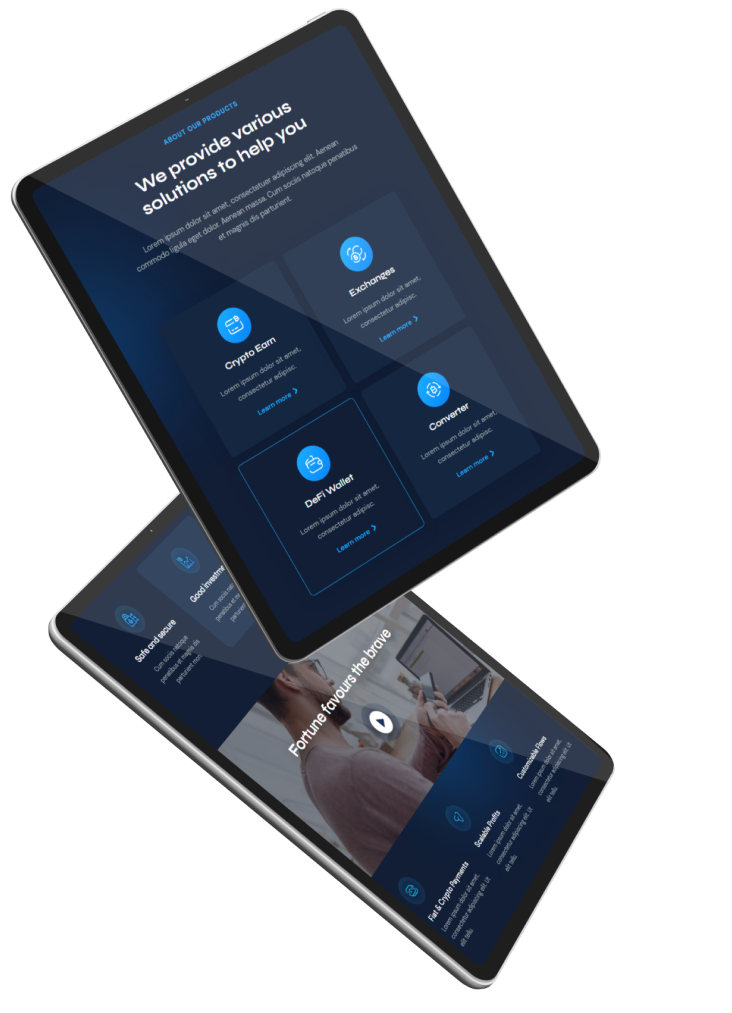 ABOUT OUR PRODUCTS
We provide various
solutions to help you
Lorem ipsum dolor sit amet, consectetuer adipiscing elit. Aenean
commodo ligula eget dolor. Aenean massa. Cum sociis natoque penatibus
et magnis dis parturient.
Crypto Earn
Lorem ipsum dolor sit amet,
consectetur adipisc.
Learn more
Exchanges
Lorem ipsum dolor sit amet,
consectetur adipisc.
Learn more
DeFi Wallet
Lorem ipsum dolor sit amet,
consectetur adipisc.
Learn more
Converter
Lorem ipsum dolor sit amet,
consectetur adipisc.
Learn more
Safe and secure
Cum sociis natoque
penatibus et magnis dis
parturient mon
Good investme
Cum sociis na
penatibus et
parturient
Fortune favours the brave
Fiat & Crypto Payments
Lorem ipsum dolor sit amet,
consectetur adipiscing elit. Ut
elit tellu
Scalable Profits
Lorem ipsum dolor sit amet,
consectetur adipiscing elit. Ut
elit tellu
Customizable Flows
Lorem ipsum dolor sit amet,
consectetur adipiscing elit. Ut
elit tellu